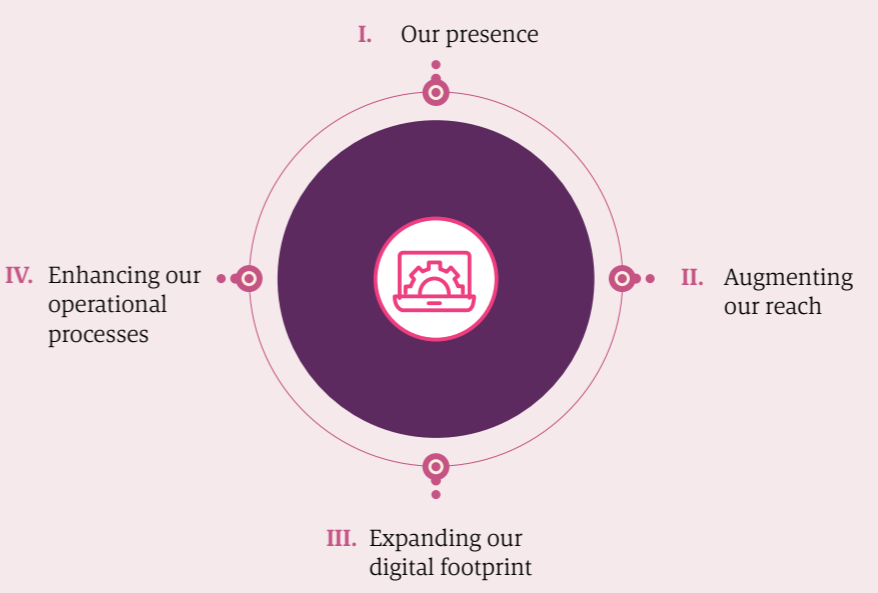 I. Our presence
II. Augmenting
our reach
III. Expanding our
digital footprint
IV. Enhancing our
operational
processes